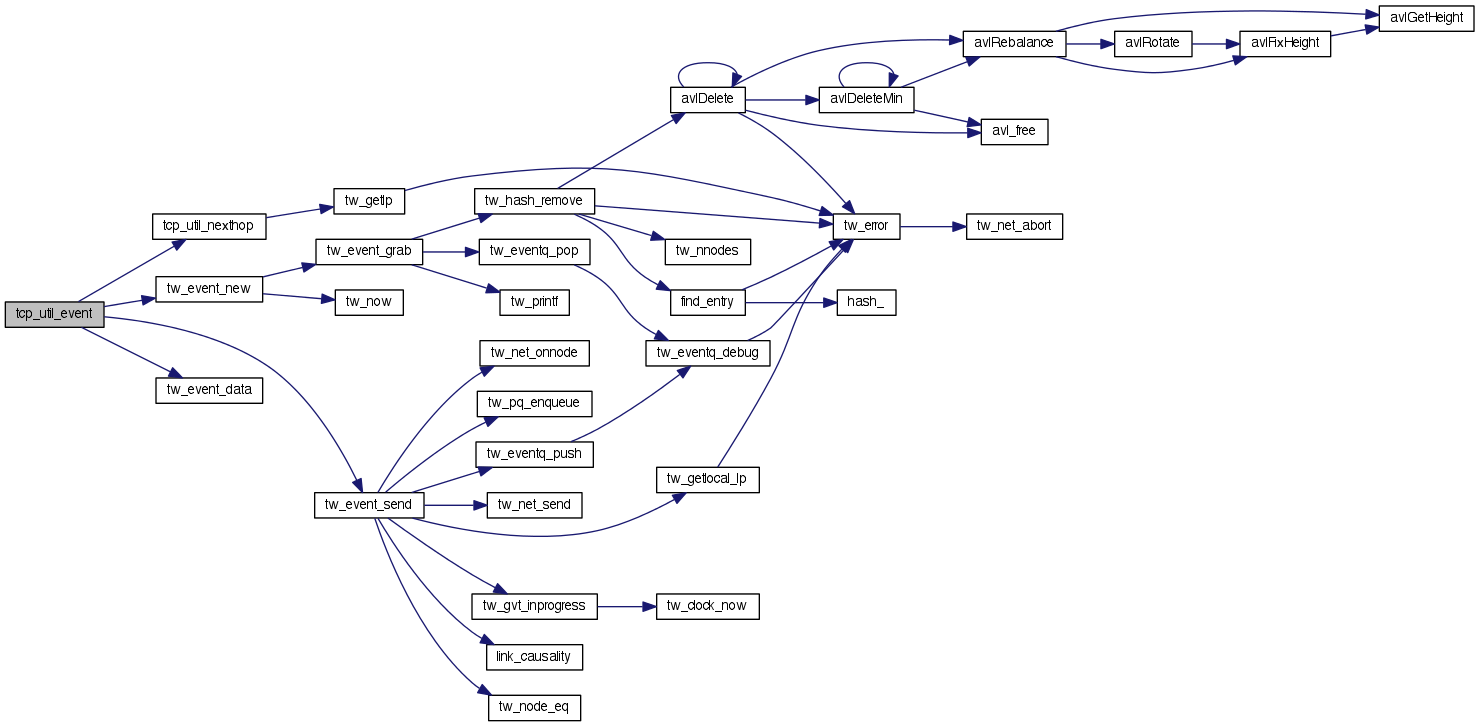 avlGetHeight
avlRebalance
avlRotate
avlFixHeight
avlDelete
avlDeleteMin
avl_free
tw_getlp
tw_hash_remove
tcp_util_nexthop
tw_error
tw_net_abort
tw_event_grab
tw_eventq_pop
tw_nnodes
tw_event_new
tw_now
tw_printf
find_entry
hash_
tcp_util_event
tw_net_onnode
tw_eventq_debug
tw_event_data
tw_pq_enqueue
tw_eventq_push
tw_getlocal_lp
tw_event_send
tw_net_send
tw_gvt_inprogress
tw_clock_now
link_causality
tw_node_eq